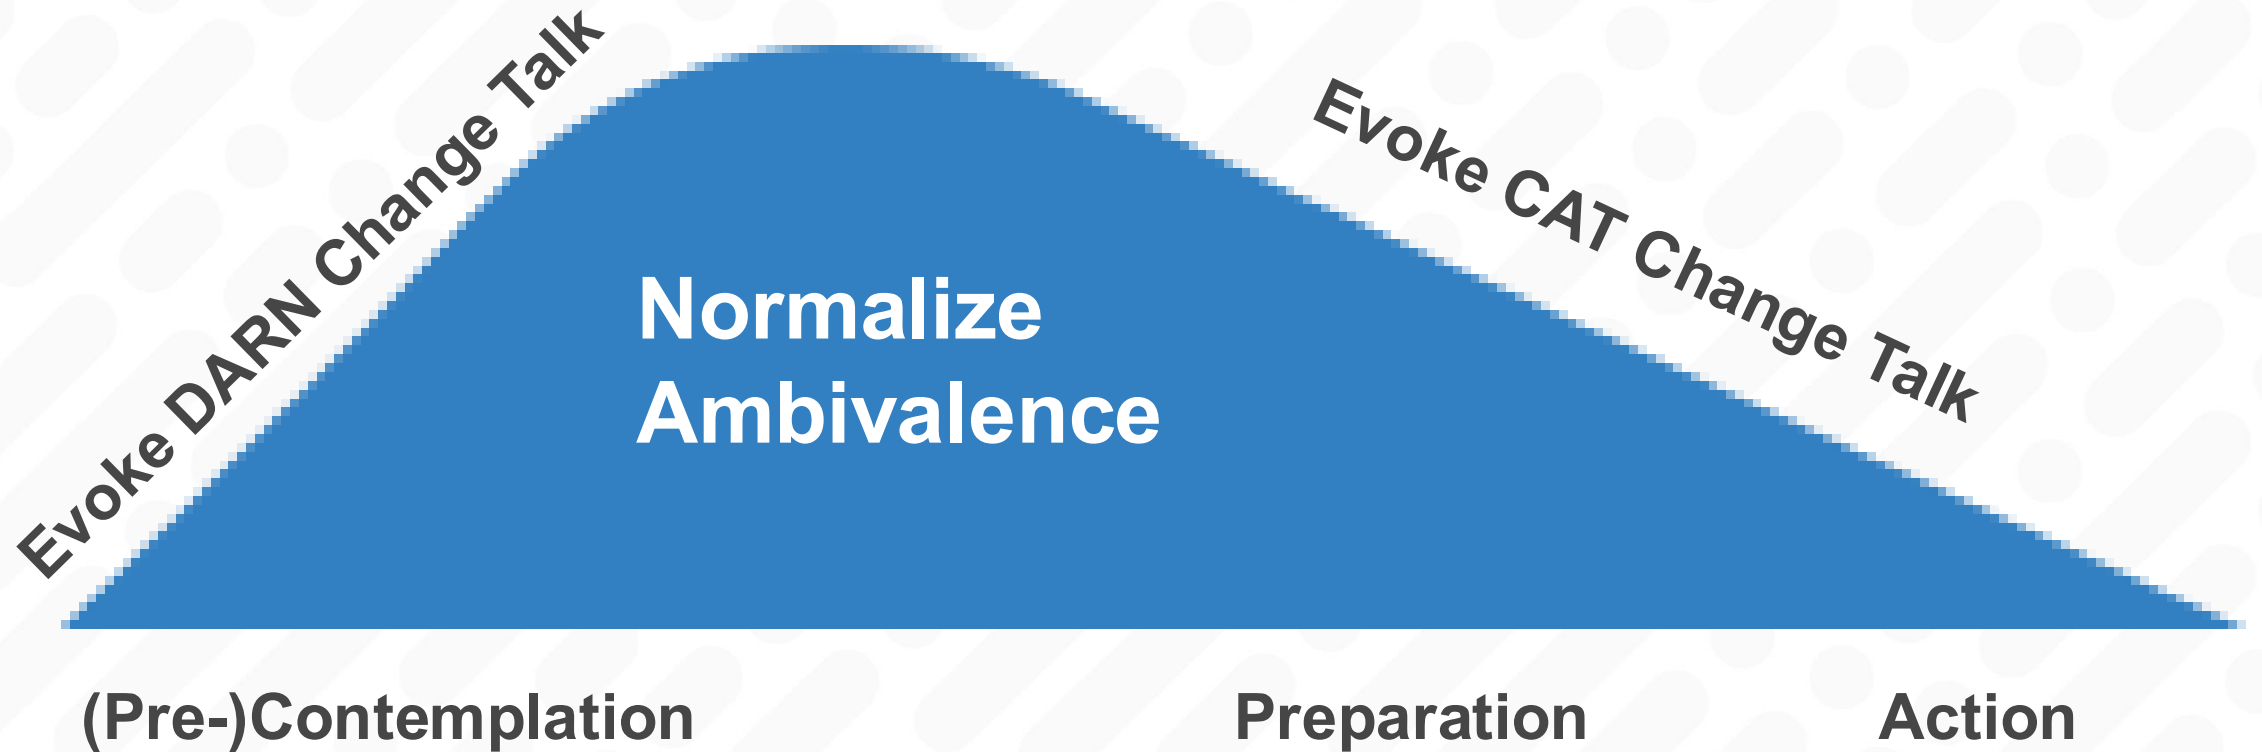 Evoke DARN Change Talk
Evoke CAT Change Talk
Normalize
Ambivalence
(Pre-)Contemplation
Preparation
Action